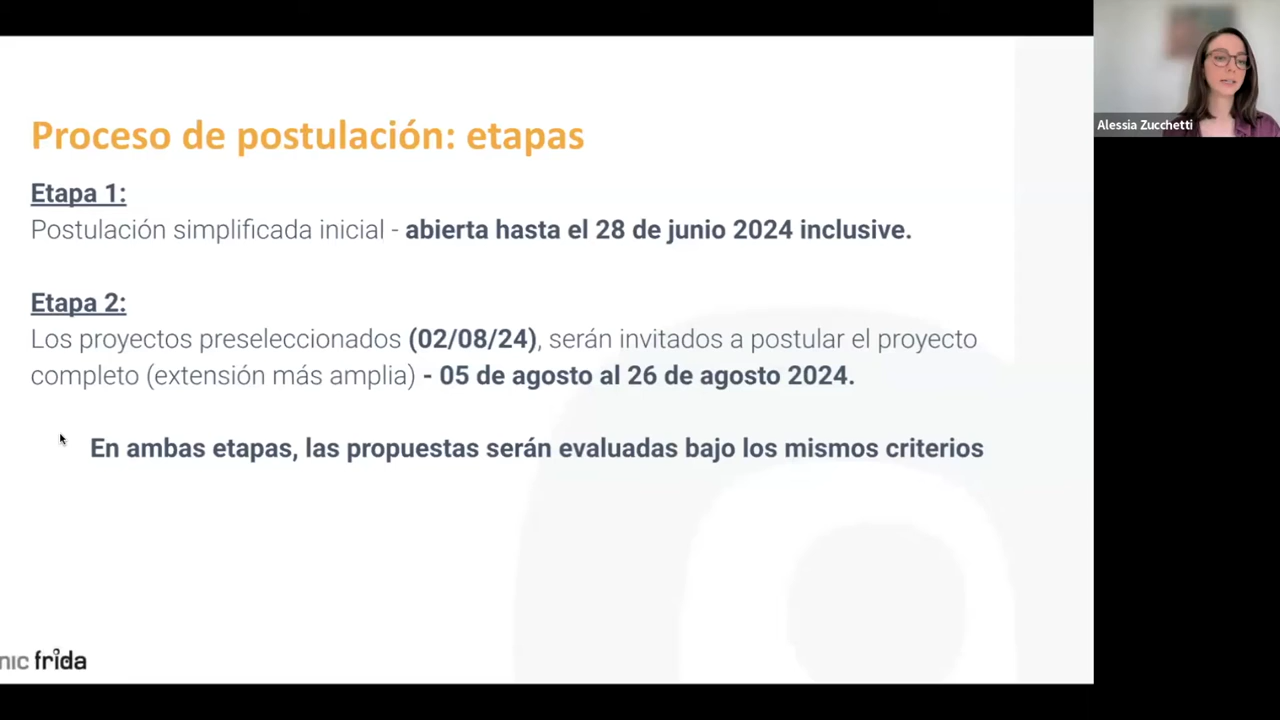 Proceso de postulación: etapas
Etapa 1:
Postulación simplificada inicial - abierta hasta el 28 de junio 2024 inclusive.
Etapa 2:
Los proyectos preseleccionados (02/08/24), serán invitados a postular el proyecto
completo (extensión más amplia) - 05 de agosto al 26 de agosto 2024.
En ambas etapas, las propuestas serán evaluadas bajo los mismos criterios
nic frida
Alessia Zucchetti